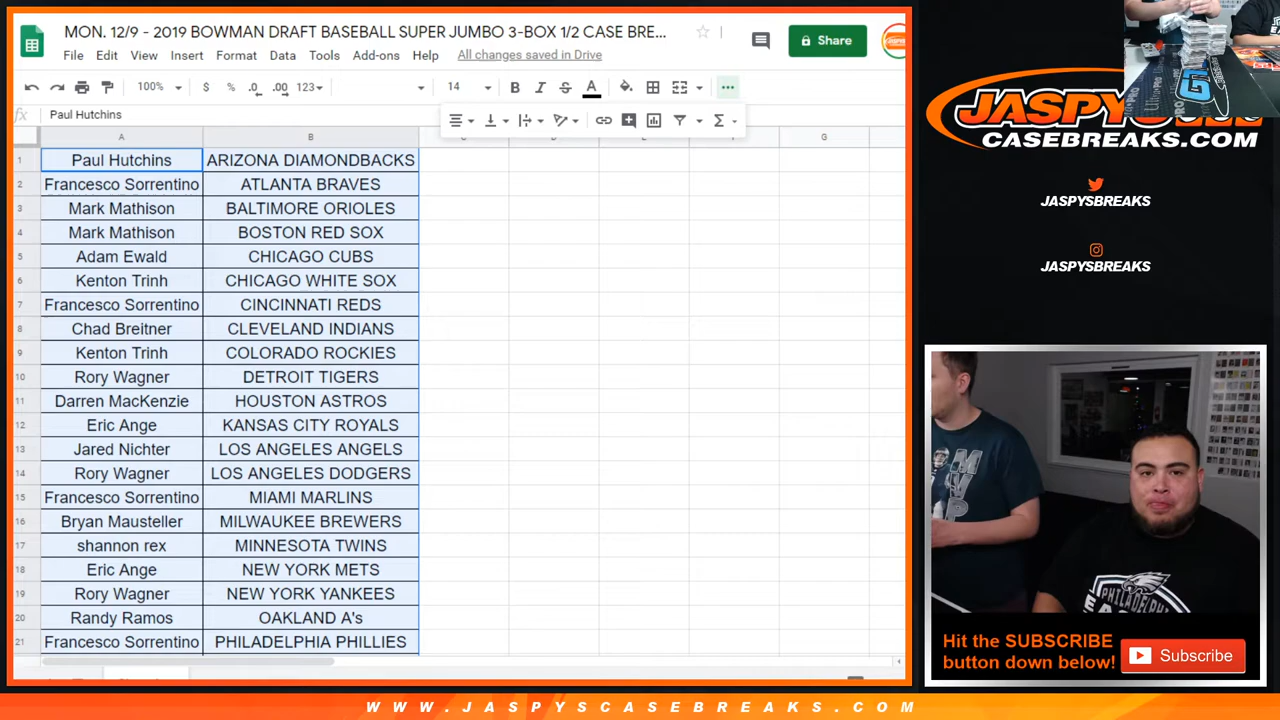 MON. 12/9 - 2019 BOWMAN DRAFT BASEBALL SUPER JUMBO 3-BOX 1/2 CASE BRE...
Share
File Edit View Insert Format Data Tools Add-ons Help All changes saved in Drive
100% $ % .0 .00 123 14 B I S A
fx Paul Hutchins
A B G
1 Paul Hutchins ARIZONA DIAMONDBACKS
2 Francesco Sorrentino ATLANTA BRAVES
3 Mark Mathison BALTIMORE ORIOLES
4 Mark Mathison BOSTON RED SOX
5 Adam Ewald CHICAGO CUBS
6 Kenton Trinh CHICAGO WHITE SOX
7 Francesco Sorrentino CINCINNATI REDS
8 Chad Breitner CLEVELAND INDIANS
9 Kenton Trinh COLORADO ROCKIES
10 Rory Wagner DETROIT TIGERS
11 Darren MacKenzie HOUSTON ASTROS
12 Eric Ange KANSAS CITY ROYALS
13 Jared Nichter LOS ANGELES ANGELS
14 Rory Wagner LOS ANGELES DODGERS
15 Francesco Sorrentino MIAMI MARLINS
16 Bryan Mausteller MILWAUKEE BREWERS
17 shannon rex MINNESOTA TWINS
18 Eric Ange NEW YORK METS
19 Rory Wagner NEW YORK YANKEES
20 Randy Ramos OAKLAND A's
21 Francesco Sorrentino PHILADELPHIA PHILLIES
CASEBREAKS.COM
JASPYSBREAKS
JASPYSBREAKS
MVP
PHILADELPH
Hit the SUBSCRIBE
button down below!
Subscribe
WWW.JASPYSCASEBREAKS.COM